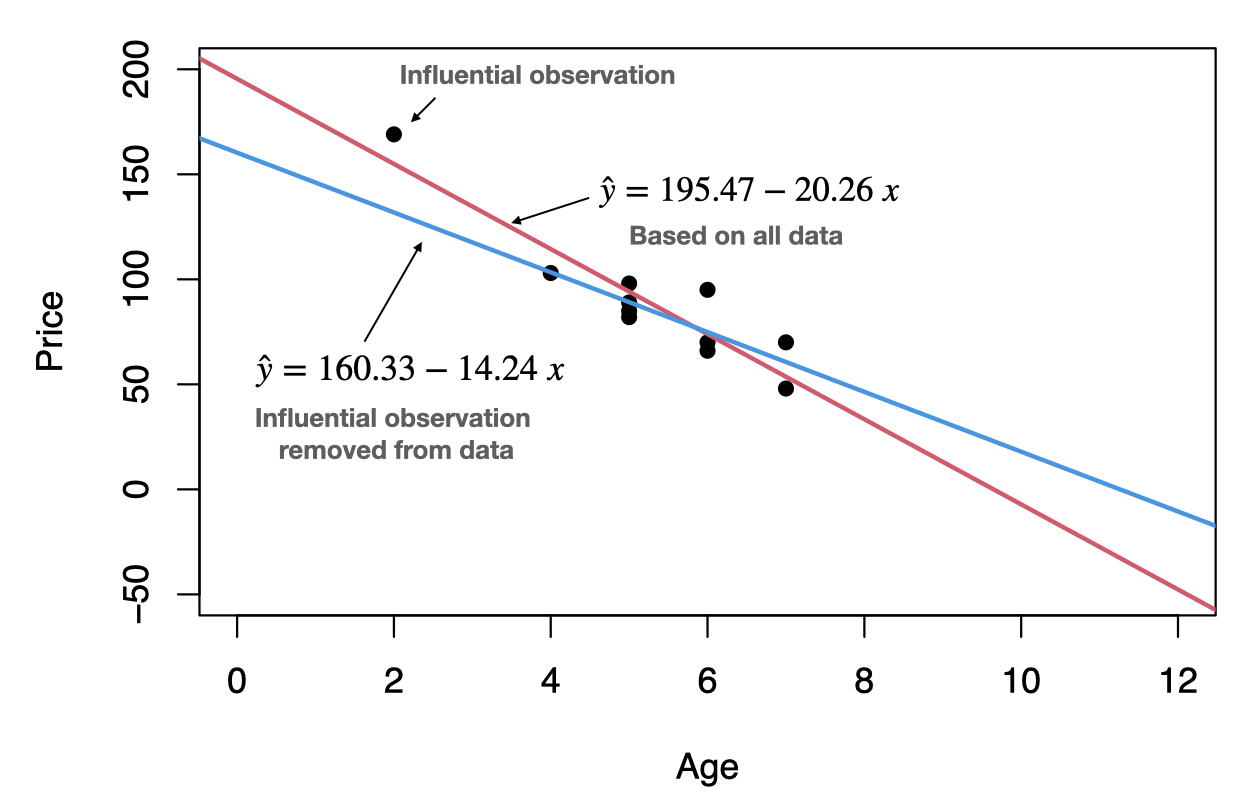 Influential observation
ŷ = 195.47 − 20.26 x
Based on all data
ŷ = 160.33 − 14.24 x
Influential observation
removed from data
Price
200
150
100
50
0
−50
0 2 4 6 8 10 12
Age